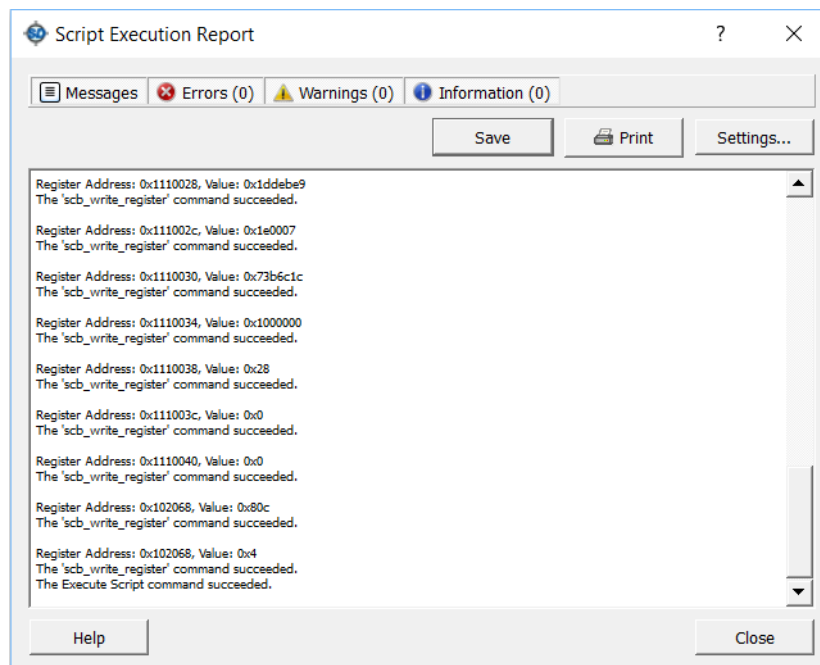 Script Execution Report
?
Messages
Errors (0)
Warnings (0)
Information (0)
Save
Print
Settings...
Register Address: 0x1110028, Value: 0x1ddebe9
The 'scb_write_register' command succeeded.
Register Address: 0x111002c, Value: 0x1e0007
The 'scb_write_register' command succeeded.
Register Address: 0x1110030, Value: 0x73b6c1c
The 'scb_write_register' command succeeded.
Register Address: 0x1110034, Value: 0x1000000
The 'scb_write_register' command succeeded.
Register Address: 0x1110038, Value: 0x28
The 'scb_write_register' command succeeded.
Register Address: 0x111003c, Value: 0x0
The 'scb_write_register' command succeeded.
Register Address: 0x1110040, Value: 0x0
The 'scb_write_register' command succeeded.
Register Address: 0x102068, Value: 0x80c
The 'scb_write_register' command succeeded.
Register Address: 0x102068, Value: 0x4
The 'scb_write_register' command succeeded.
The Execute Script command succeeded.
Help
Close